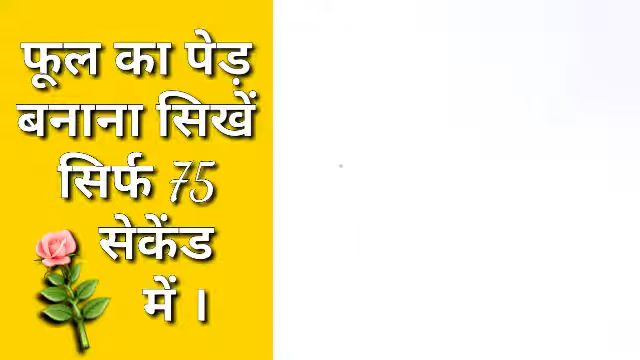 फूल का पेड़
बनाना सिखें
सिर्फ 75
सेकेंड
में ।